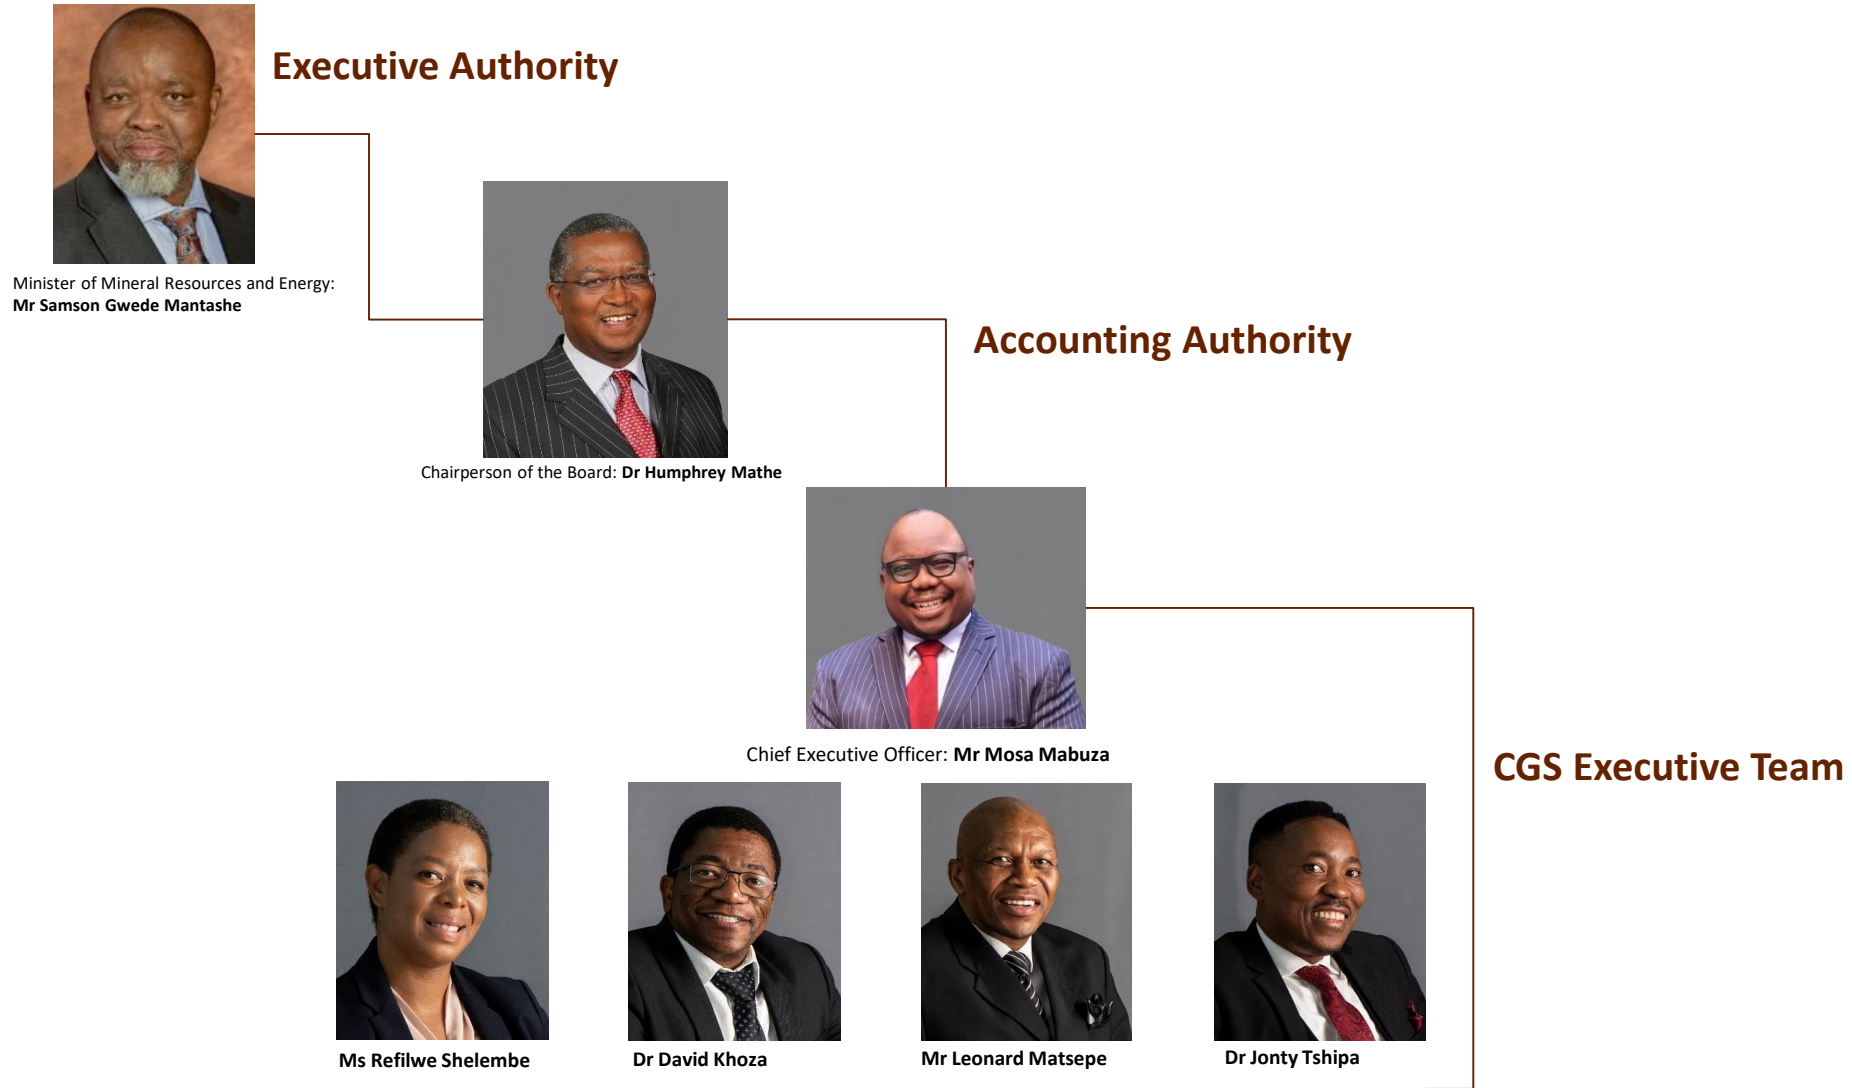 Executive Authority
Minister of Mineral Resources and Energy:
Mr Samson Gwede Mantashe
Accounting Authority
Chairperson of the Board: Dr Humphrey Mathe
Chief Executive Officer: Mr Mosa Mabuza
CGS Executive Team
Ms Refilwe Shelembe
Dr David Khoza
Mr Leonard Matsepe
Dr Jonty Tshipa